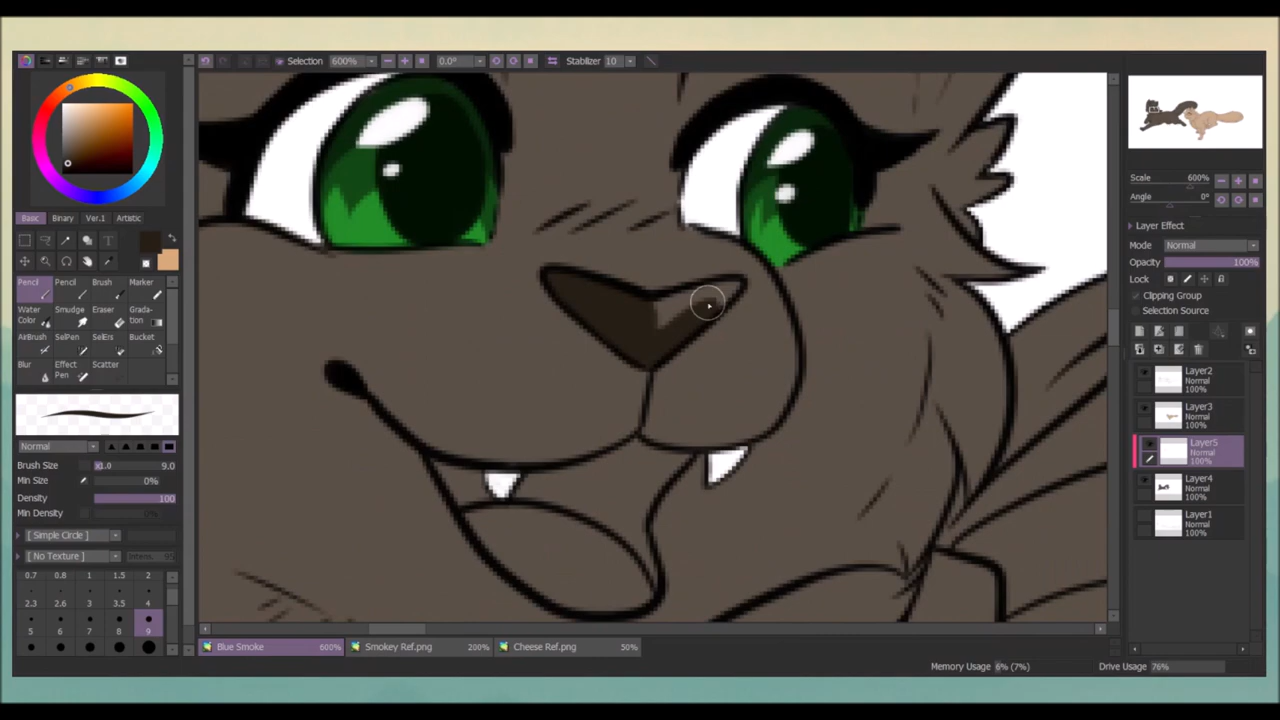 Selection 600% 0.0° Stabilizer 10
Scale 600%
Angle 0°
Layer Effect
Mode Normal
Opacity 100%
Lock
Clipping Group
Selection Source
Layer2
Normal
100%
Layer3
Normal
100%
Layer5
Normal
100%
Layer4
Normal
100%
Layer1
Normal
100%
Basic Binary Ver.1 Artistic
Pencil Pencil Brush Marker
Water Color Smudge Eraser Grada-tion
AirBrush SelPen SelErs Bucket
Blur Effect Pen Scatter
Normal
Brush Size x1.0 9.0
Min Size 0%
Density 100
Min Density 0%
[ Simple Circle ]
[ No Texture ]
0.7 0.8 1 1.5 2
2.3 2.6 3 3.5 4
5 6 7 8 9
Blue Smoke 600% Smokey Ref.png 200% Cheese Ref.png 50%
Memory Usage 6% (7%) Drive Usage 76%